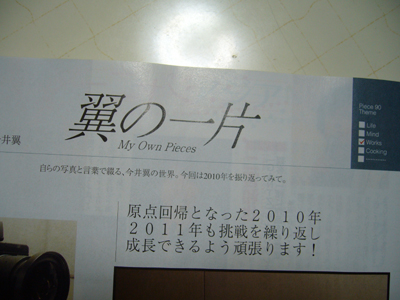 翼の一片
My Own Pieces
Piece 90
Theme
Life
Mind
Works
Cooking
井翼
自らの写真と言葉で綴る、今井翼の世界。今回は2010年を振り返ってみて。
原点回帰となった2010年
2011年も挑戦を繰り返し
成長できるよう頑張ります！